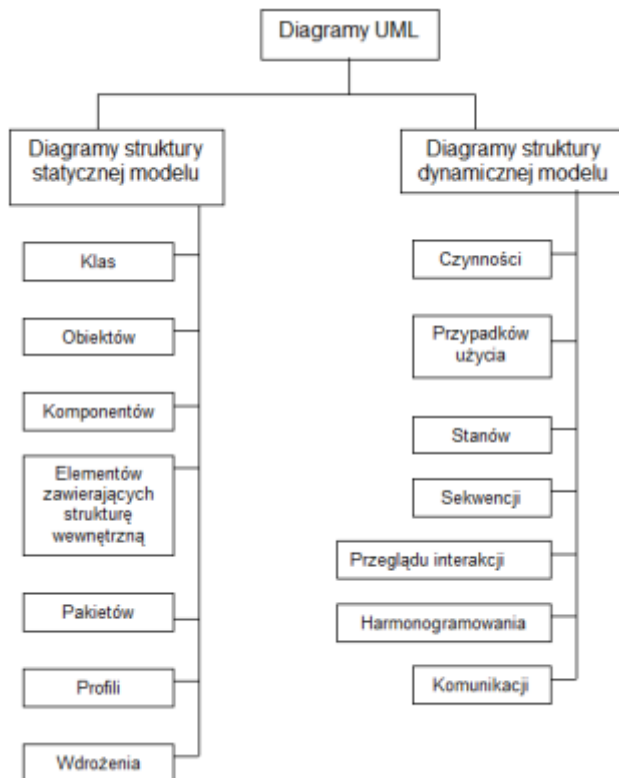 Diagramy UML
Diagramy struktury
statycznej modelu
Klas
Obiektów
Komponentów
Elementów
zawierających
strukturę
wewnętrzną
Pakietów
Profili
Wdrożenia
Diagramy struktury
dynamicznej modelu
Czynności
Przypadków
użycia
Stanów
Sekwencji
Przeglądu interakcji
Harmonogramowania
Komunikacji